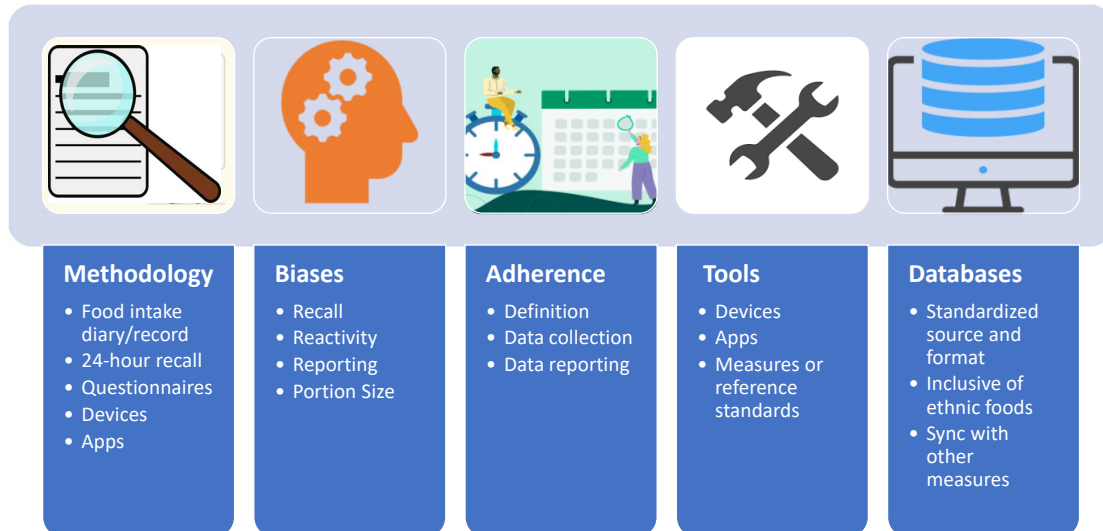 Methodology
• Food intake
diary/record
• 24-hour recall
• Questionnaires
• Devices
• Apps
Biases
• Recall
• Reactivity
• Reporting
• Portion Size
Adherence
• Definition
• Data collection
• Data reporting
Tools
• Devices
• Apps
• Measures or
reference
standards
Databases
• Standardized
source and
format
• Inclusive of
ethnic foods
• Sync with
other
measures